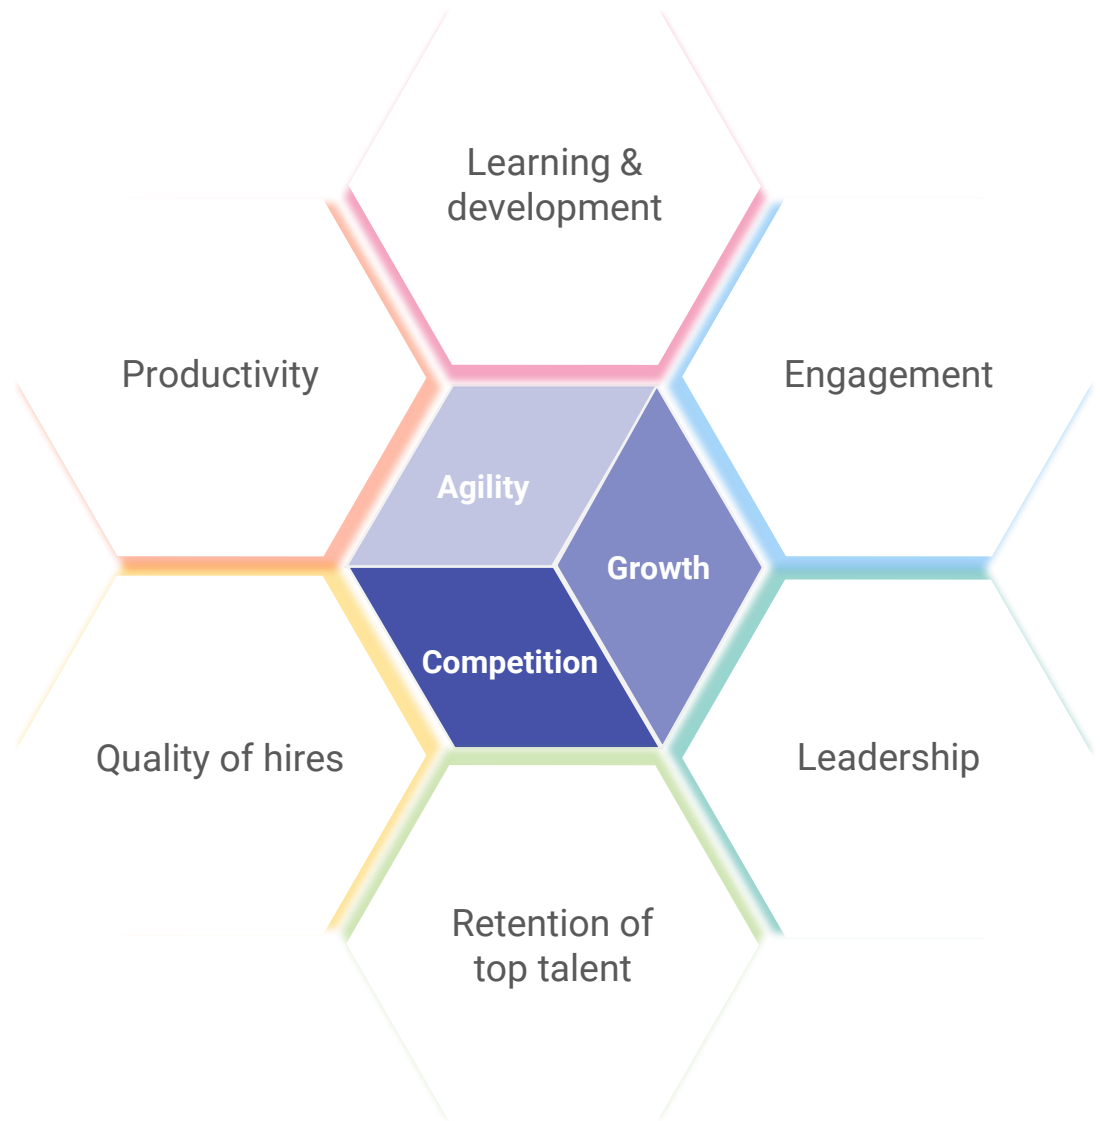 Learning &
development
Productivity
Engagement
Agility
Growth
Competition
Quality of hires
Leadership
Retention of
top talent